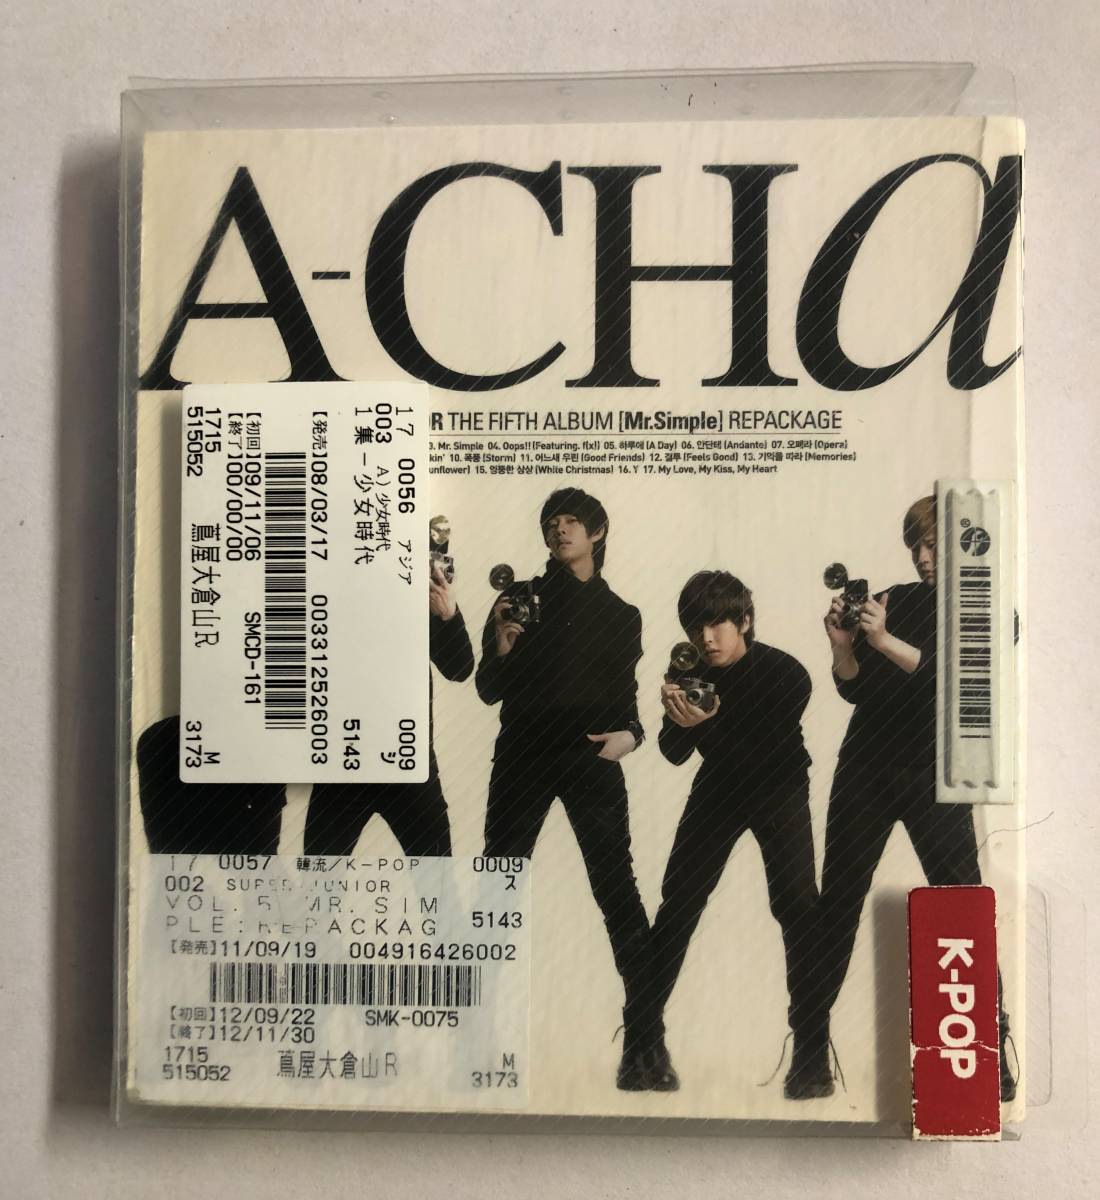 A-CHa
OR THE FIFTH ALBUM [Mr.Simple] REPACKAGE
3. Mr. Simple 04. Oops!! (Featuring. f(x)) 05. 하루에 (A Day) 06. 안단테 (Andante) 07. 오페라 (Opera)
kin' 10. 폭풍 (Storm) 11. 어느새 우린 (Good Friends) 12. 결투 (Feels Good) 13. 기억을 따라 (Memories)
unflower) 15. 엉뚱한 상상 (White Christmas) 16. Y 17. My Love, My Kiss, My Heart
17 0056 アジア 0009
003 A)少女時代 シ
1集-少女時代
5143
【発売】08/03/17 003312526003
【初回】09/11/06 SMCD-161
【終了】00/00/00
1715 蔦屋大倉山R M
515052 3173
17 0057 韓流/K-POP 0009
002 SUPER JUNIOR ス
VOL. 5 MR. SIM
PLE:REPACKAG 5143
【発売】11/09/19 004916426002
【初回】12/09/22 SMK-0075
【終了】12/11/30
1715 蔦屋大倉山R M
515052 3173
K-POP